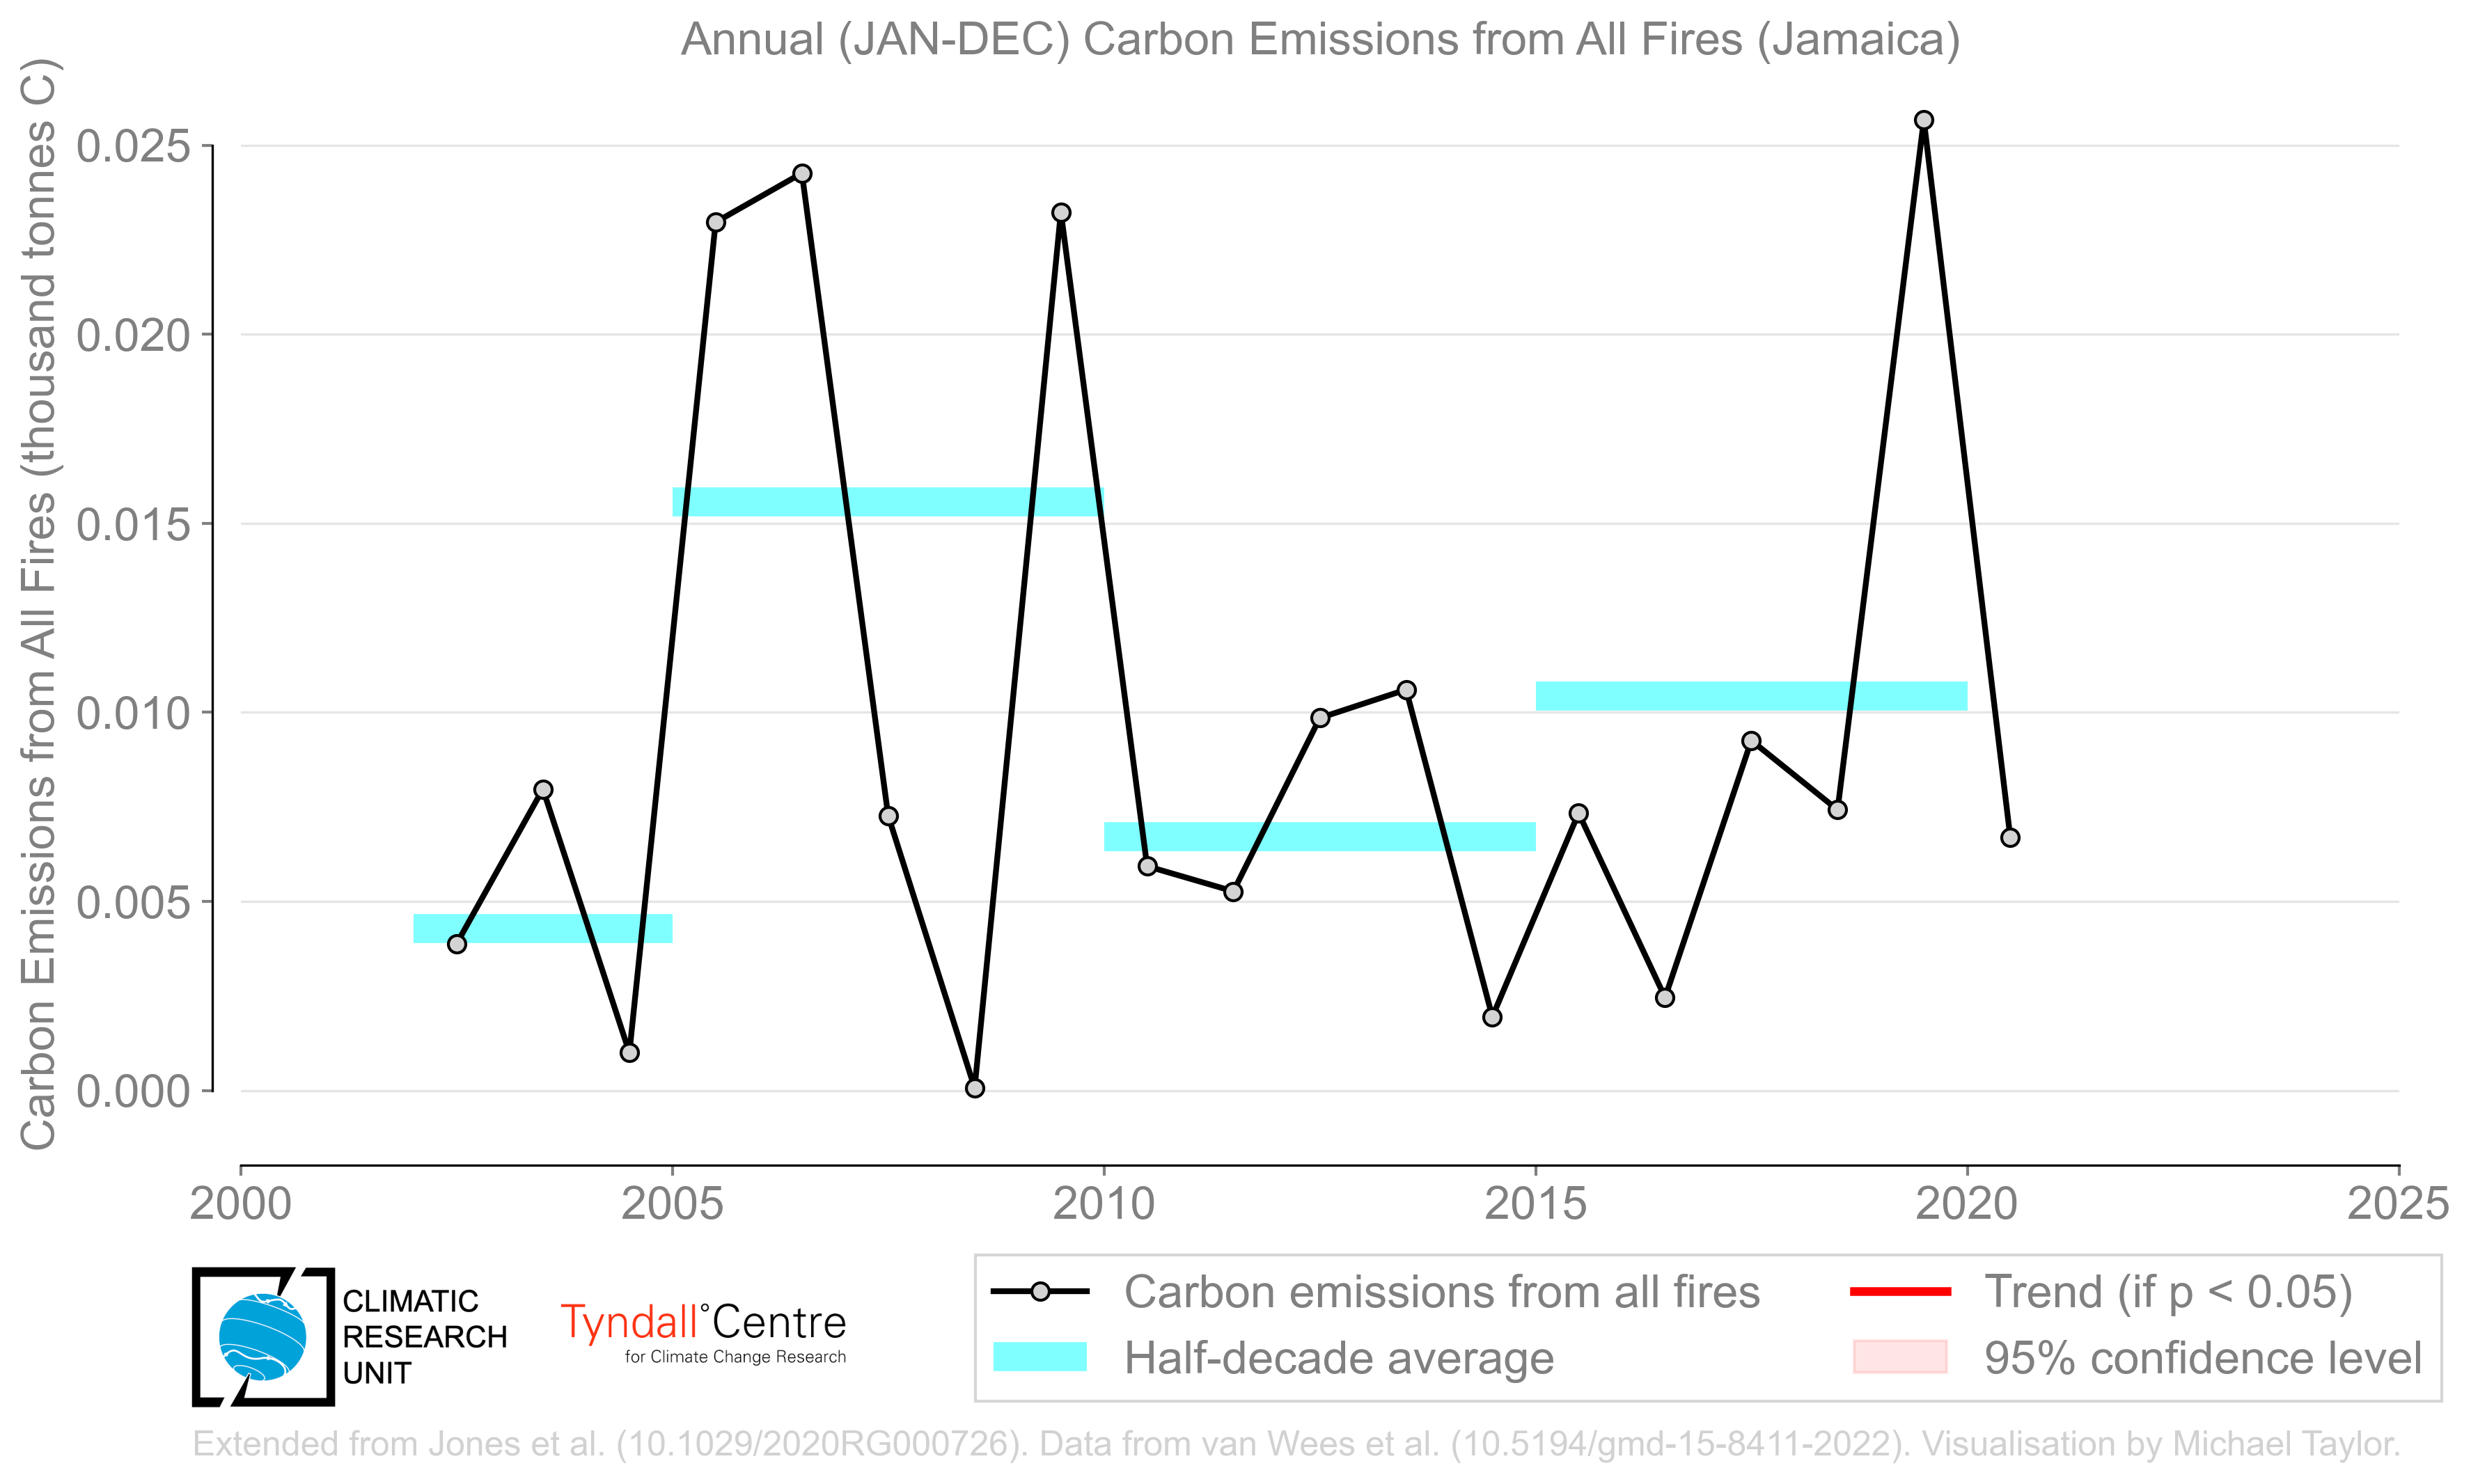 Annual (JAN-DEC) Carbon Emissions from All Fires (Jamaica)
Carbon Emissions from All Fires (thousand tonnes C)
0.025
0.020
0.015
0.010
0.005
0.000
2000
2005
2010
2015
2020
2025
CLIMATIC
RESEARCH
UNIT
Tyndall°Centre
for Climate Change Research
Carbon emissions from all fires
Half-decade average
Trend (if p < 0.05)
95% confidence level
Extended from Jones et al. (10.1029/2020RG000726). Data from van Wees et al. (10.5194/gmd-15-8411-2022). Visualisation by Michael Taylor.